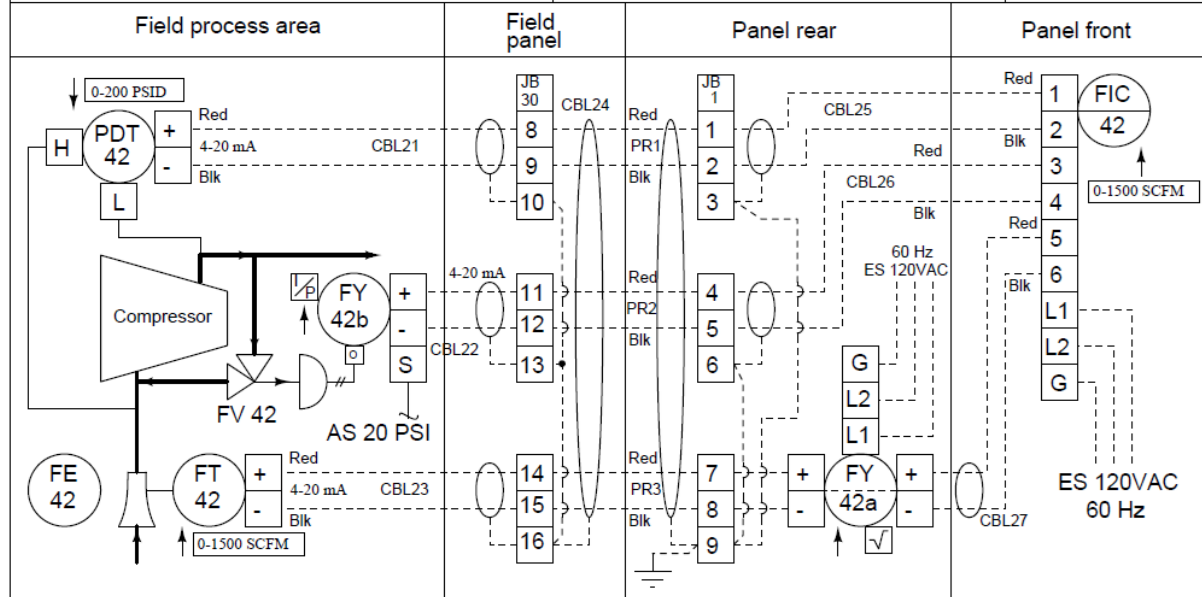 Field process area
Field
panel
Panel rear
Panel front
0-200 PSID
H
PDT
42
+
-
L
Red
4-20 mA
Blk
CBL21
JB
30
8
9
10
CBL24
Red
PR1
Blk
JB
1
1
2
3
CBL25
CBL26
Red
Blk
Red
Blk
Red
Blk
1
2
3
4
5
6
L1
L2
G
FIC
42
0-1500 SCFM
Compressor
I/P
FY
42b
o
+
-
S
4-20 mA
CBL22
FV 42
AS 20 PSI
11
12
13
Red
PR2
Blk
4
5
6
60 Hz
ES 120VAC
G
L2
L1
FE
42
FT
42
+
-
0-1500 SCFM
Red
4-20 mA
Blk
CBL23
14
15
16
Red
PR3
Blk
7
8
9
+
-
FY
42a
+
-
√
CBL27
ES 120VAC
60 Hz